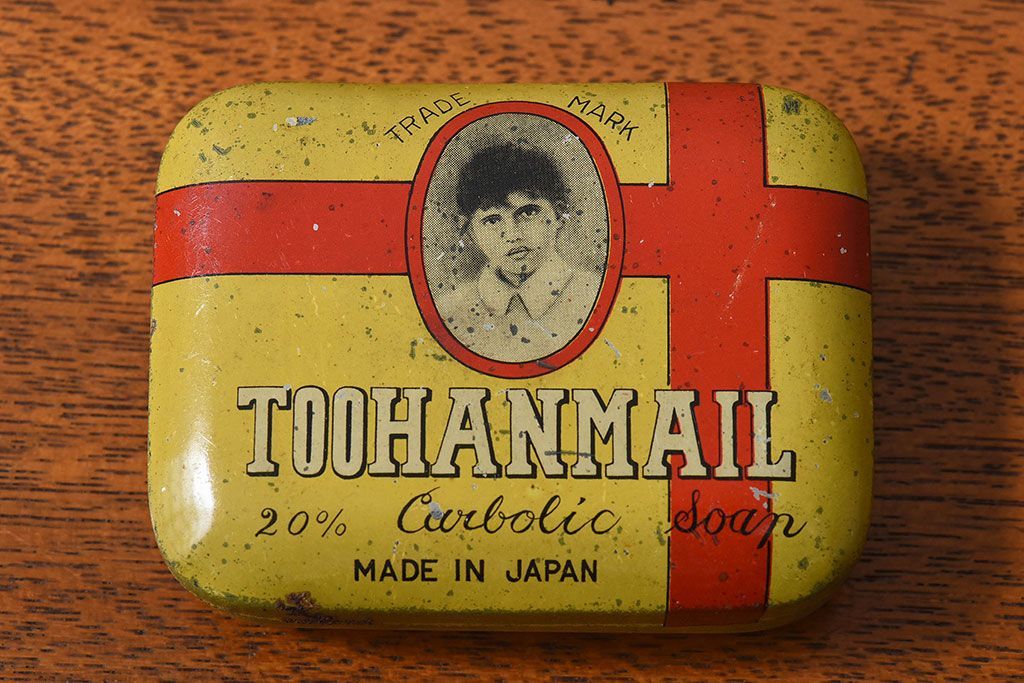 TRADE MARK
TOOHANMAIL
20% Carbolic Soap
MADE IN JAPAN